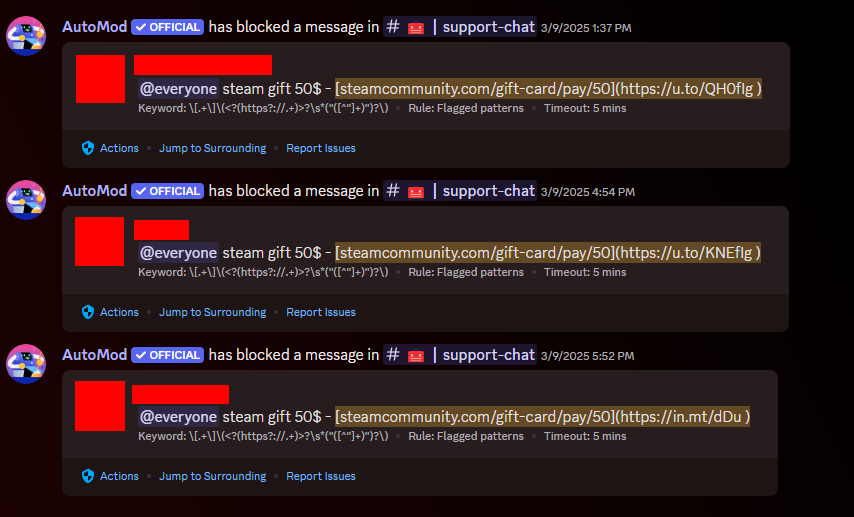 AutoMod ✓ OFFICIAL has blocked a message in # | support-chat 3/9/2025 1:37 PM
@everyone steam gift 50$ - [steamcommunity.com/gift-card/pay/50](https://u.to/QH0fIg )
Keyword: \[.+\]\(<?(https?://.+)>?\s*("([^"]+)")?\) • Rule: Flagged patterns • Timeout: 5 mins
Actions • Jump to Surrounding • Report Issues
AutoMod ✓ OFFICIAL has blocked a message in # | support-chat 3/9/2025 4:54 PM
@everyone steam gift 50$ - [steamcommunity.com/gift-card/pay/50](https://u.to/KNEfIg )
Keyword: \[.+\]\(<?(https?://.+)>?\s*("([^"]+)")?\) • Rule: Flagged patterns • Timeout: 5 mins
Actions • Jump to Surrounding • Report Issues
AutoMod ✓ OFFICIAL has blocked a message in # | support-chat 3/9/2025 5:52 PM
@everyone steam gift 50$ - [steamcommunity.com/gift-card/pay/50](https://in.mt/dDu )
Keyword: \[.+\]\(<?(https?://.+)>?\s*("([^"]+)")?\) • Rule: Flagged patterns • Timeout: 5 mins
Actions • Jump to Surrounding • Report Issues